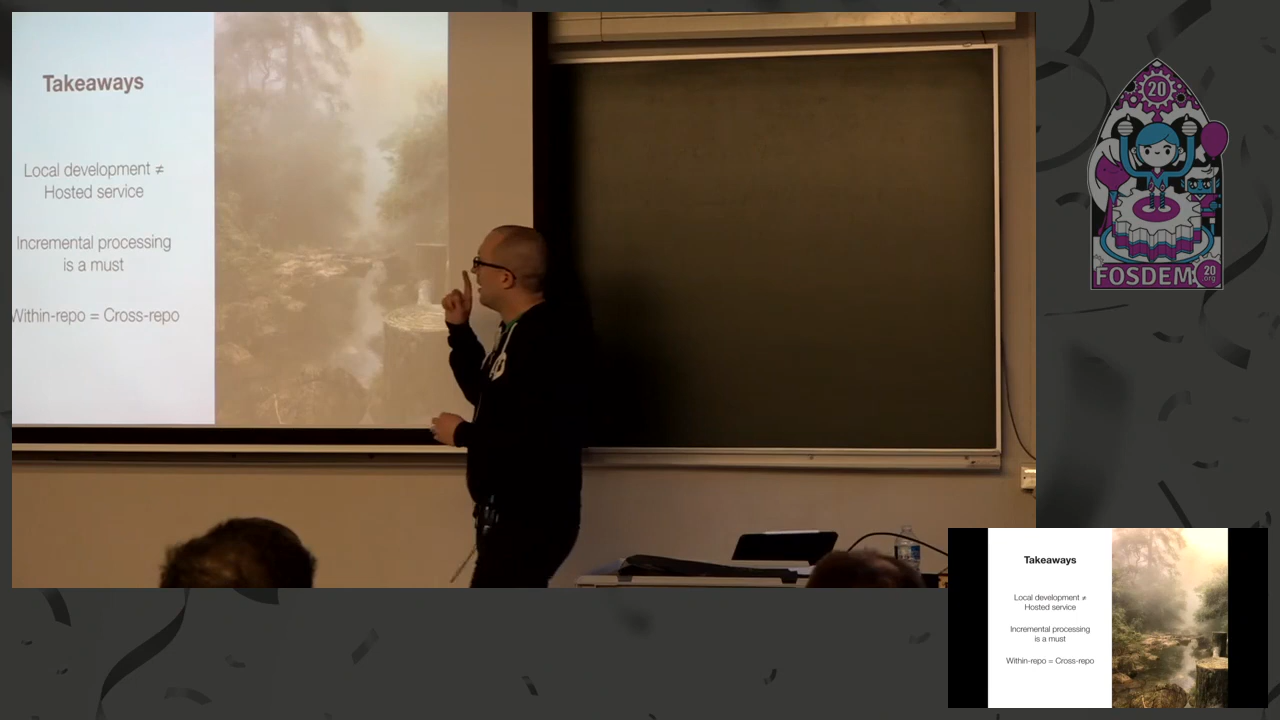 Takeaways
Local development ≠
Hosted service
Incremental processing
is a must
Within-repo = Cross-repo
20
FOSDEM
20
.org
Takeaways
Local development ≠
Hosted service
Incremental processing
is a must
Within-repo = Cross-repo